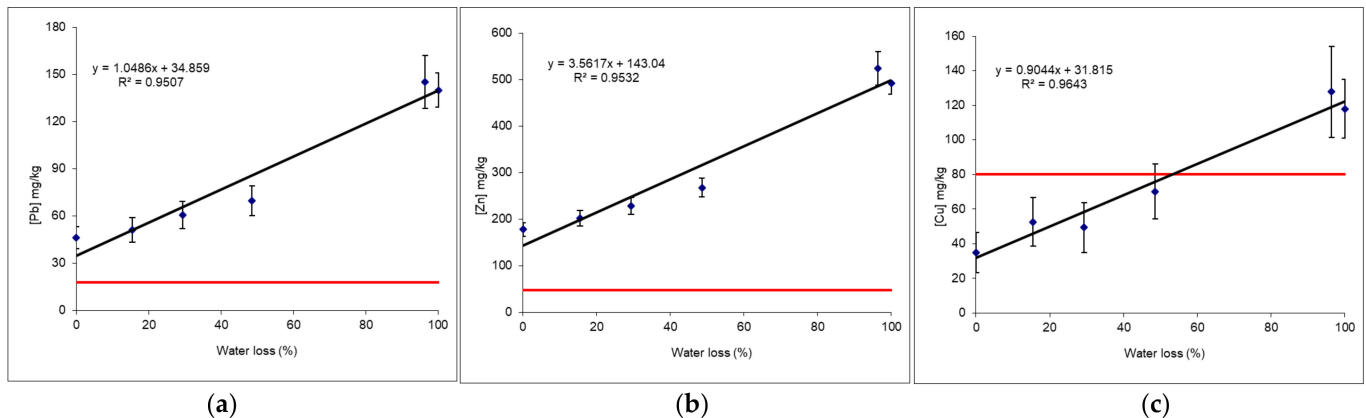 180
150
120
90
60
30
0
[Pb] mg/kg
y = 1.0486x + 34.859
R² = 0.9507
0 20 40 60 80 100
Water loss (%)
(a)
600
500
400
300
200
100
0
[Zn] mg/kg
y = 3.5617x + 143.04
R² = 0.9532
0 20 40 60 80 100
Water loss (%)
(b)
160
140
120
100
80
60
40
20
0
[Cu] mg/kg
y = 0.9044x + 31.815
R² = 0.9643
0 20 40 60 80 100
Water loss (%)
(c)